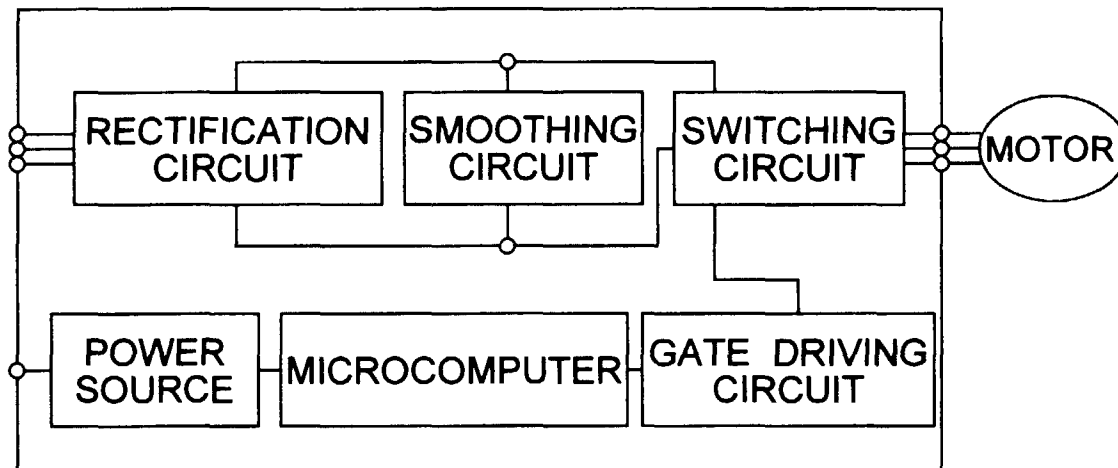 RECTIFICATION
CIRCUIT
SMOOTHING
CIRCUIT
SWITCHING
CIRCUIT
MOTOR
POWER
SOURCE
MICROCOMPUTER
GATE DRIVING
CIRCUIT